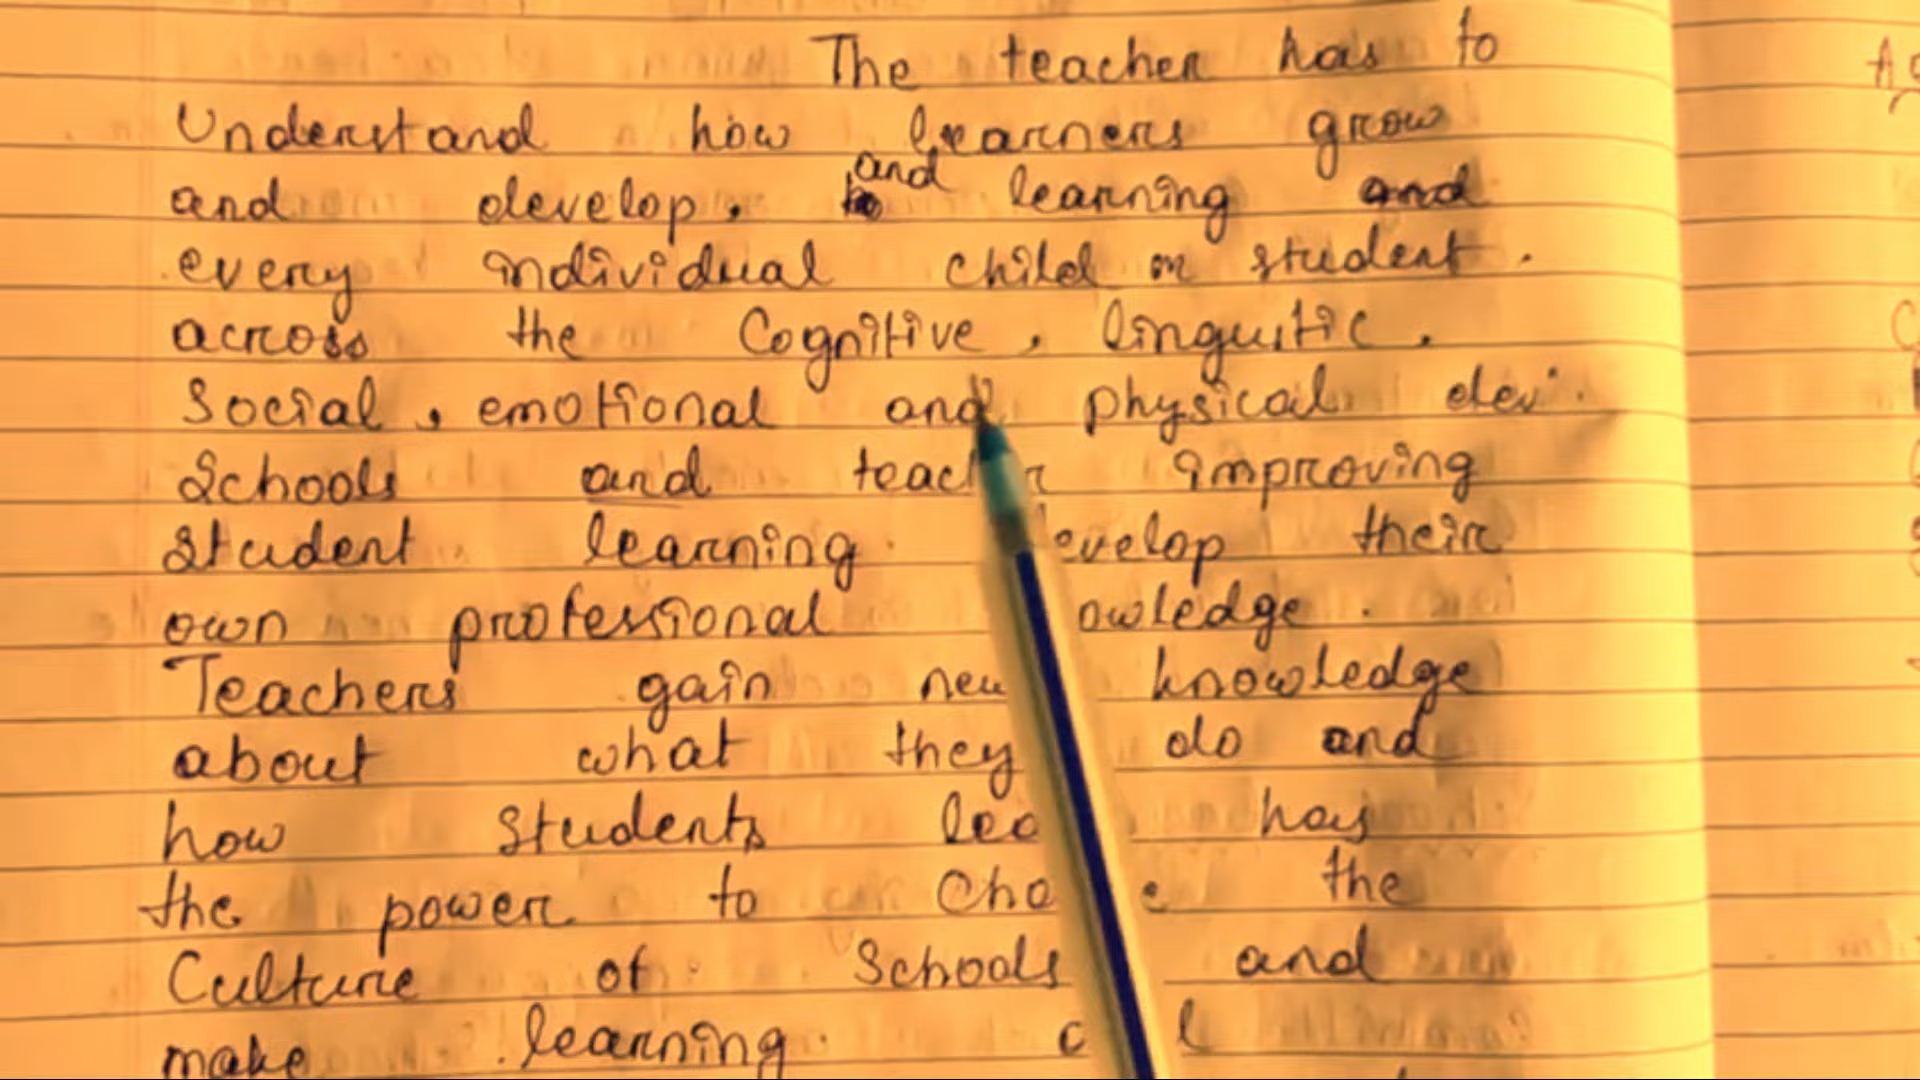 The teacher has to
Understand how learners grow
and develop. and learning
every individual child or student.
across the Cognitive, linguistic,
Social, emotional and physical dev.
Schools and improving
student learning. their
own professional
Teachers gain new knowledge
about what they do and
how students has
the power to the
Culture of Schools and
make learning